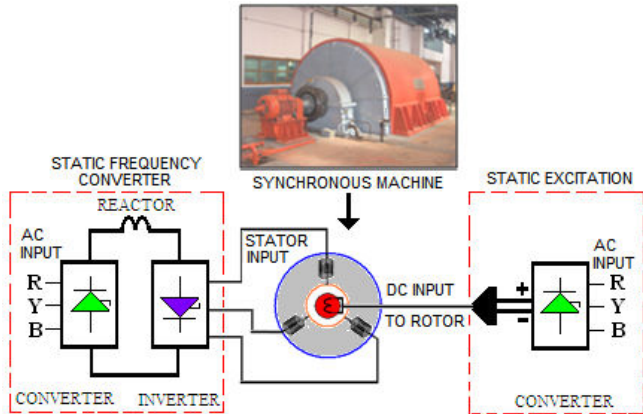 SYNCHRONOUS MACHINE
STATIC FREQUENCY
CONVERTER
REACTOR
AC
INPUT
R
Y
B
CONVERTER
INVERTER
STATOR
INPUT
DC INPUT
TO ROTOR
STATIC EXCITATION
+
-
AC
INPUT
R
Y
B
CONVERTER